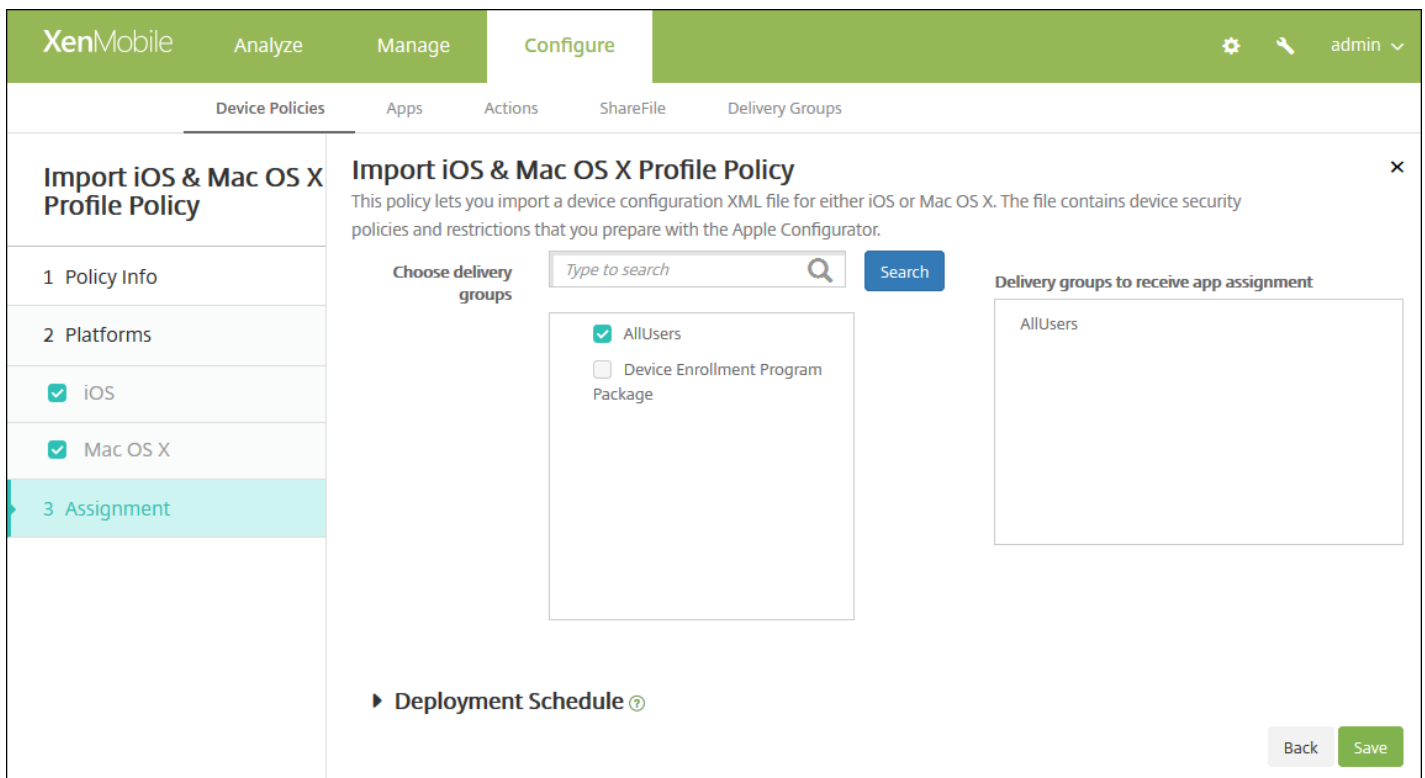 XenMobile Analyze Manage Configure admin
Device Policies Apps Actions ShareFile Delivery Groups
Import iOS & Mac OS X
Profile Policy
1 Policy Info
2 Platforms
iOS
Mac OS X
3 Assignment
Import iOS & Mac OS X Profile Policy
This policy lets you import a device configuration XML file for either iOS or Mac OS X. The file contains device security
policies and restrictions that you prepare with the Apple Configurator.
Choose delivery
groups
Type to search
Search
AllUsers
Device Enrollment Program
Package
Delivery groups to receive app assignment
AllUsers
Deployment Schedule ?
Back Save